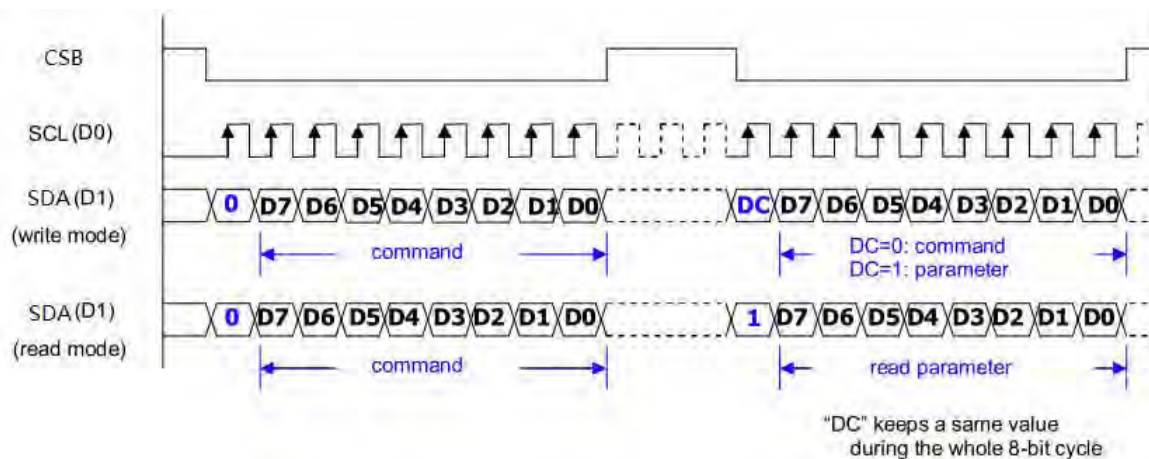 CSB
SCL (D0)
SDA (D1) 0 D7 D6 D5 D4 D3 D2 D1 D0 DC D7 D6 D5 D4 D3 D2 D1 D0
(write mode) command DC=0: command
DC=1: parameter
SDA (D1) 0 D7 D6 D5 D4 D3 D2 D1 D0 1 D7 D6 D5 D4 D3 D2 D1 D0
(read mode) command read parameter
“DC” keeps a same value
during the whole 8-bit cycle